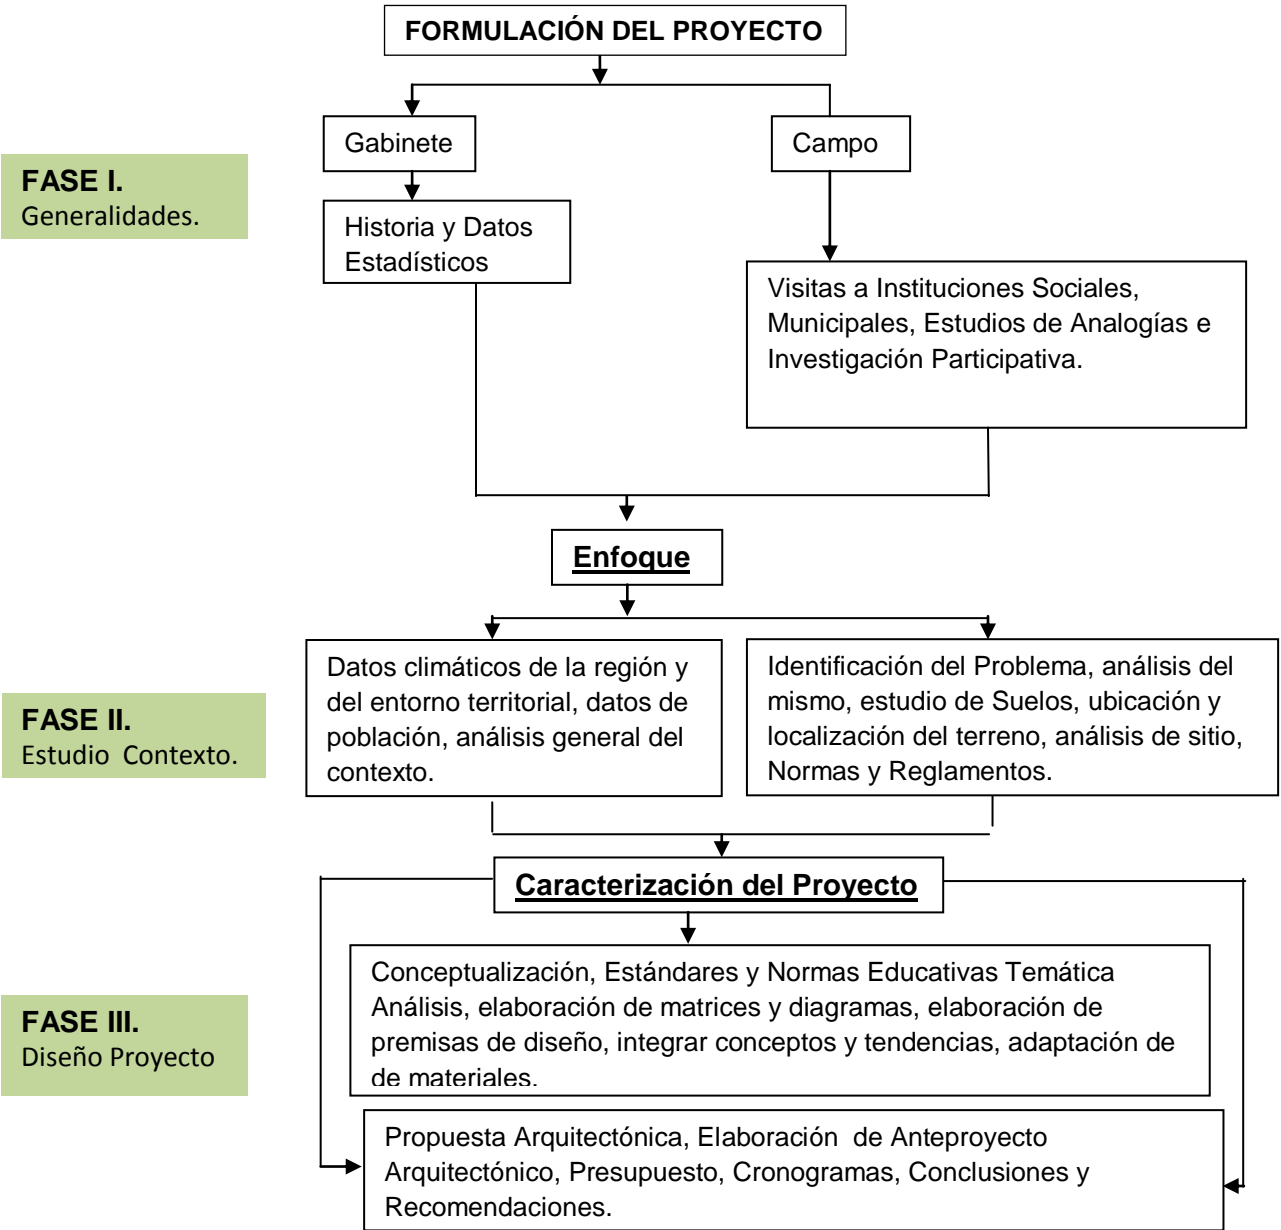 FORMULACIÓN DEL PROYECTO
Gabinete
Campo
FASE I.
Generalidades.
Historia y Datos
Estadísticos
Visitas a Instituciones Sociales,
Municipales, Estudios de Analogías e
Investigación Participativa.
Enfoque
FASE II.
Estudio Contexto.
Datos climáticos de la región y
del entorno territorial, datos de
población, análisis general del
contexto.
Identificación del Problema, análisis del
mismo, estudio de Suelos, ubicación y
localización del terreno, análisis de sitio,
Normas y Reglamentos.
Caracterización del Proyecto
FASE III.
Diseño Proyecto
Conceptualización, Estándares y Normas Educativas Temática
Análisis, elaboración de matrices y diagramas, elaboración de
premisas de diseño, integrar conceptos y tendencias, adaptación de
de materiales.
Propuesta Arquitectónica, Elaboración de Anteproyecto
Arquitectónico, Presupuesto, Cronogramas, Conclusiones y
Recomendaciones.